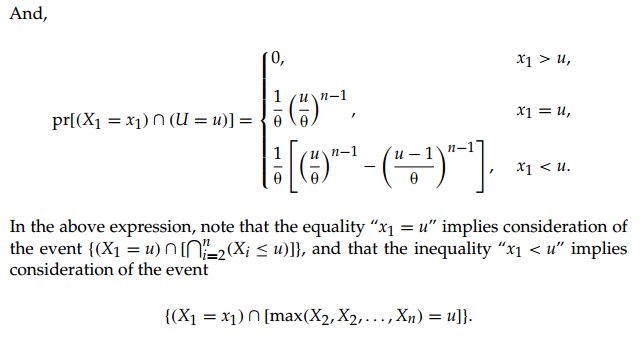 And,
0, x₁ > u,
pr[(X₁ = x₁) ∩ (U = u)] = { 1/θ (u/θ)ⁿ⁻¹, x₁ = u,
1/θ [(u/θ)ⁿ⁻¹ − ((u − 1)/θ)ⁿ⁻¹], x₁ < u.
In the above expression, note that the equality “x₁ = u” implies consideration of
the event {(X₁ = u) ∩ [⋂ⁿᵢ₌₂(Xᵢ ≤ u)]}, and that the inequality “x₁ < u” implies
consideration of the event
{(X₁ = x₁) ∩ [max(X₂, X₂, . . . , Xₙ) = u]}.